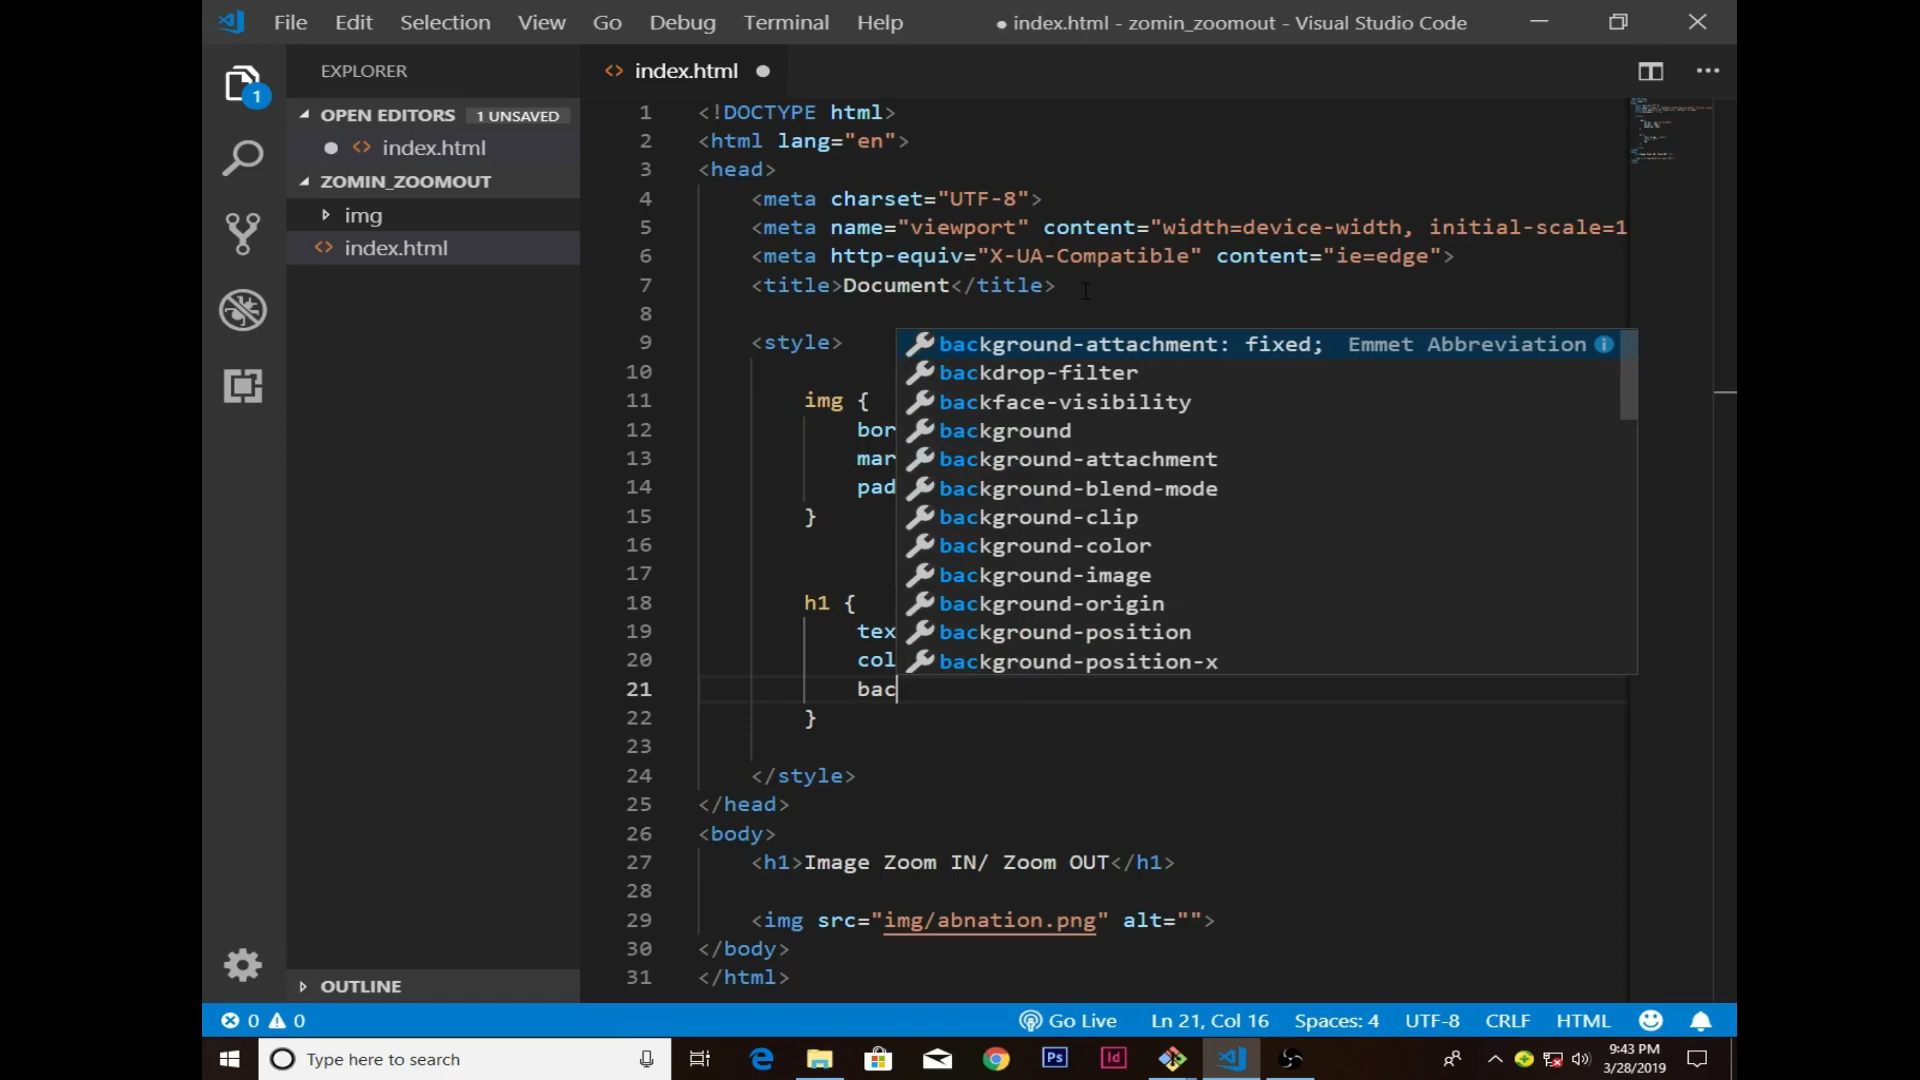 File Edit Selection View Go Debug Terminal Help ● index.html - zomin_zoomout - Visual Studio Code
EXPLORER
OPEN EDITORS 1 UNSAVED
index.html
ZOMIN_ZOOMOUT
img
index.html
OUTLINE
1
index.html
1 <!DOCTYPE html>
2 <html lang="en">
3 <head>
4 <meta charset="UTF-8">
5 <meta name="viewport" content="width=device-width, initial-scale=1
6 <meta http-equiv="X-UA-Compatible" content="ie=edge">
7 <title>Document</title>
8
9 <style>
10
11 img {
12 bor
13 mar
14 pad
15 }
16
17
18 h1 {
19 tex
20 col
21 bac
22 }
23
24 </style>
25 </head>
26 <body>
27 <h1>Image Zoom IN/ Zoom OUT</h1>
28
29 <img src="img/abnation.png" alt="">
30 </body>
31 </html>
background-attachment: fixed; Emmet Abbreviation
backdrop-filter
backface-visibility
background
background-attachment
background-blend-mode
background-clip
background-color
background-image
background-origin
background-position
background-position-x
0 0 Go Live Ln 21, Col 16 Spaces: 4 UTF-8 CRLF HTML
Type here to search
Ps
Id
9:43 PM
3/28/2019